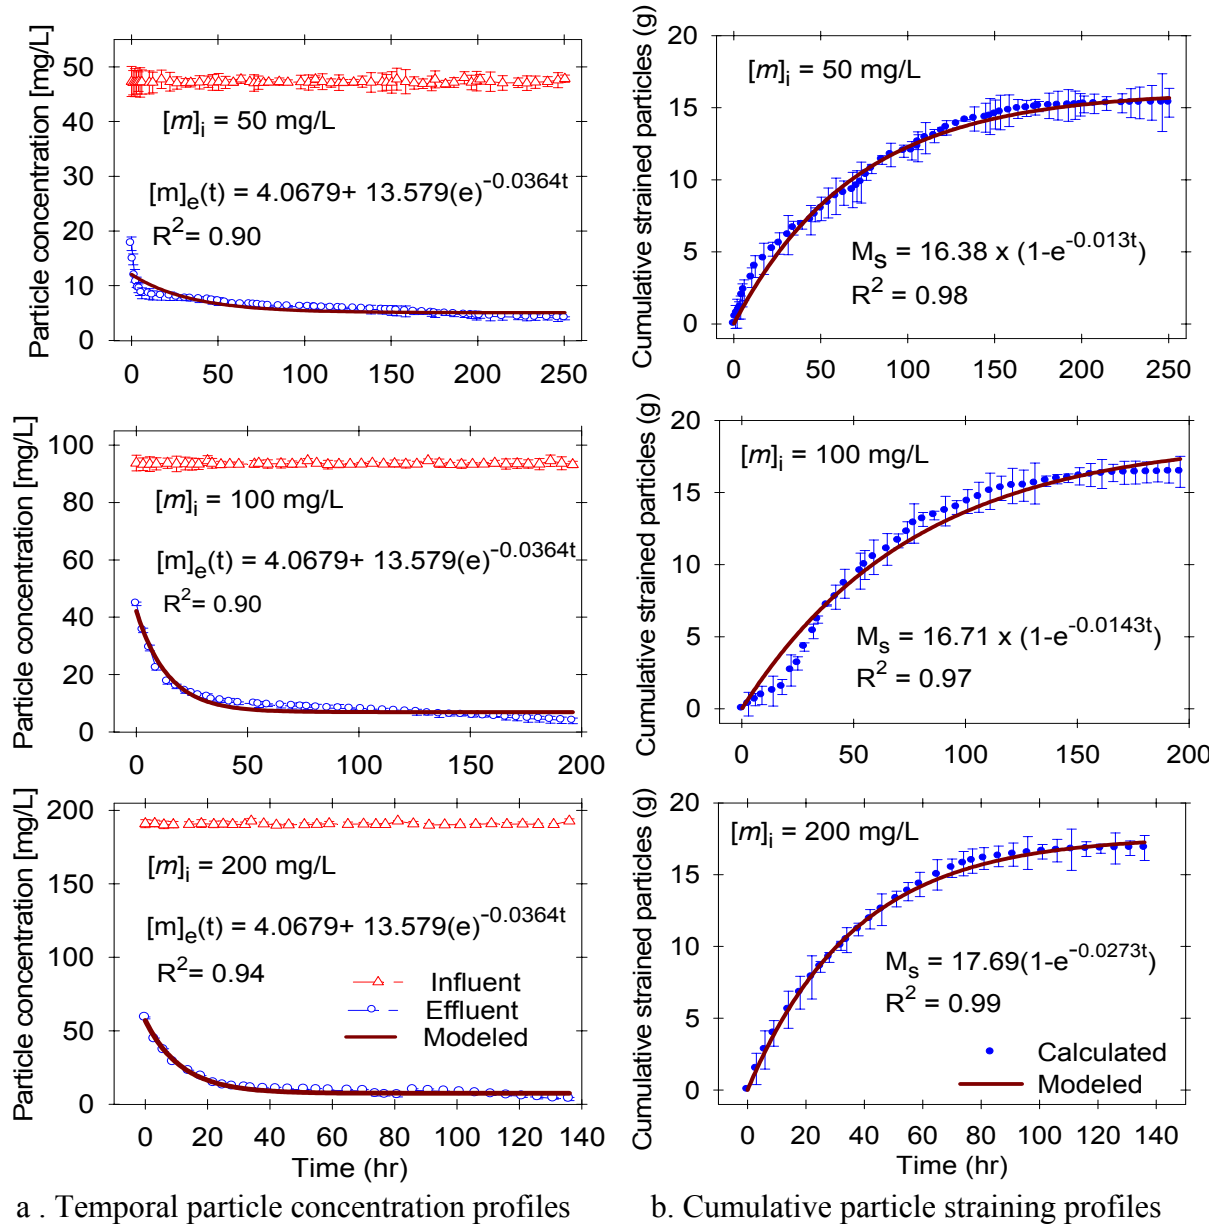 Particle concentration [mg/L]
50
40
30
20
10
0
[m]i = 50 mg/L
[m]e(t) = 4.0679+ 13.579(e)^-0.0364t
R²= 0.90
0 50 100 150 200 250
Cumulative strained particles (g)
20
15
10
5
0
[m]i = 50 mg/L
Ms = 16.38 x (1-e^-0.013t)
R² = 0.98
0 50 100 150 200 250
Particle concentration [mg/L]
100
80
60
40
20
0
[m]i = 100 mg/L
[m]e(t) = 4.0679+ 13.579(e)^-0.0364t
R²= 0.90
0 50 100 150 200
Cumulative strained particles (g)
20
15
10
5
0
[m]i = 100 mg/L
Ms = 16.71 x (1-e^-0.0143t)
R² = 0.97
0 50 100 150 200
Particle concentration [mg/L]
200
150
100
50
0
[m]i = 200 mg/L
[m]e(t) = 4.0679+ 13.579(e)^-0.0364t
R²= 0.94
Influent
Effluent
Modeled
0 20 40 60 80 100 120 140
Time (hr)
Cumulative strained particles (g)
20
15
10
5
0
[m]i = 200 mg/L
Ms = 17.69(1-e^-0.0273t)
R² = 0.99
Calculated
Modeled
0 20 40 60 80 100 120 140
Time (hr)
a . Temporal particle concentration profiles
b. Cumulative particle straining profiles